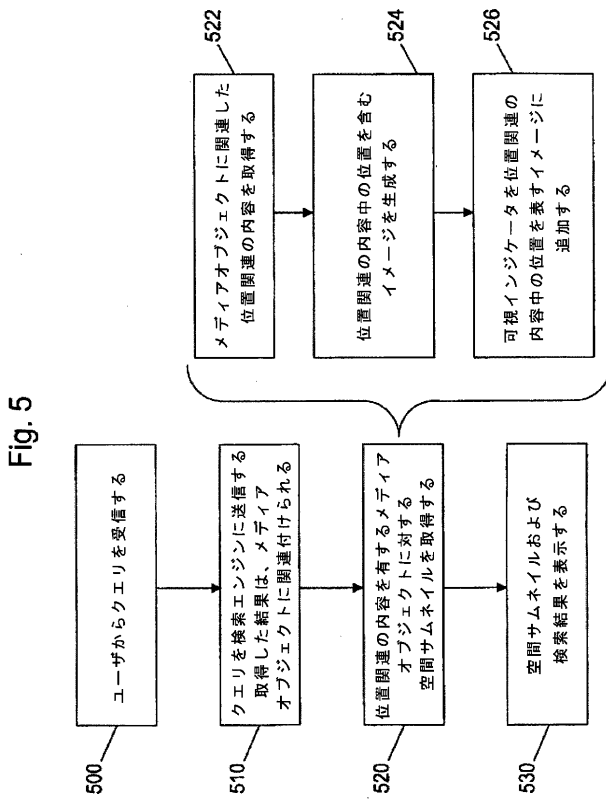 Fig. 5
500
ユーザからクエリを受信する
510
クエリを検索エンジンに送信する
取得した結果は、メディア
オブジェクトに関連付けられる
520
位置関連の内容を有するメディア
オブジェクトに対する
空間サムネイルを取得する
530
空間サムネイルおよび
検索結果を表示する
522
メディアオブジェクトに関連した
位置関連の内容を取得する
524
位置関連の内容中の位置を含む
イメージを生成する
526
可視インジケータを位置関連の
内容中の位置を表すイメージに
追加する